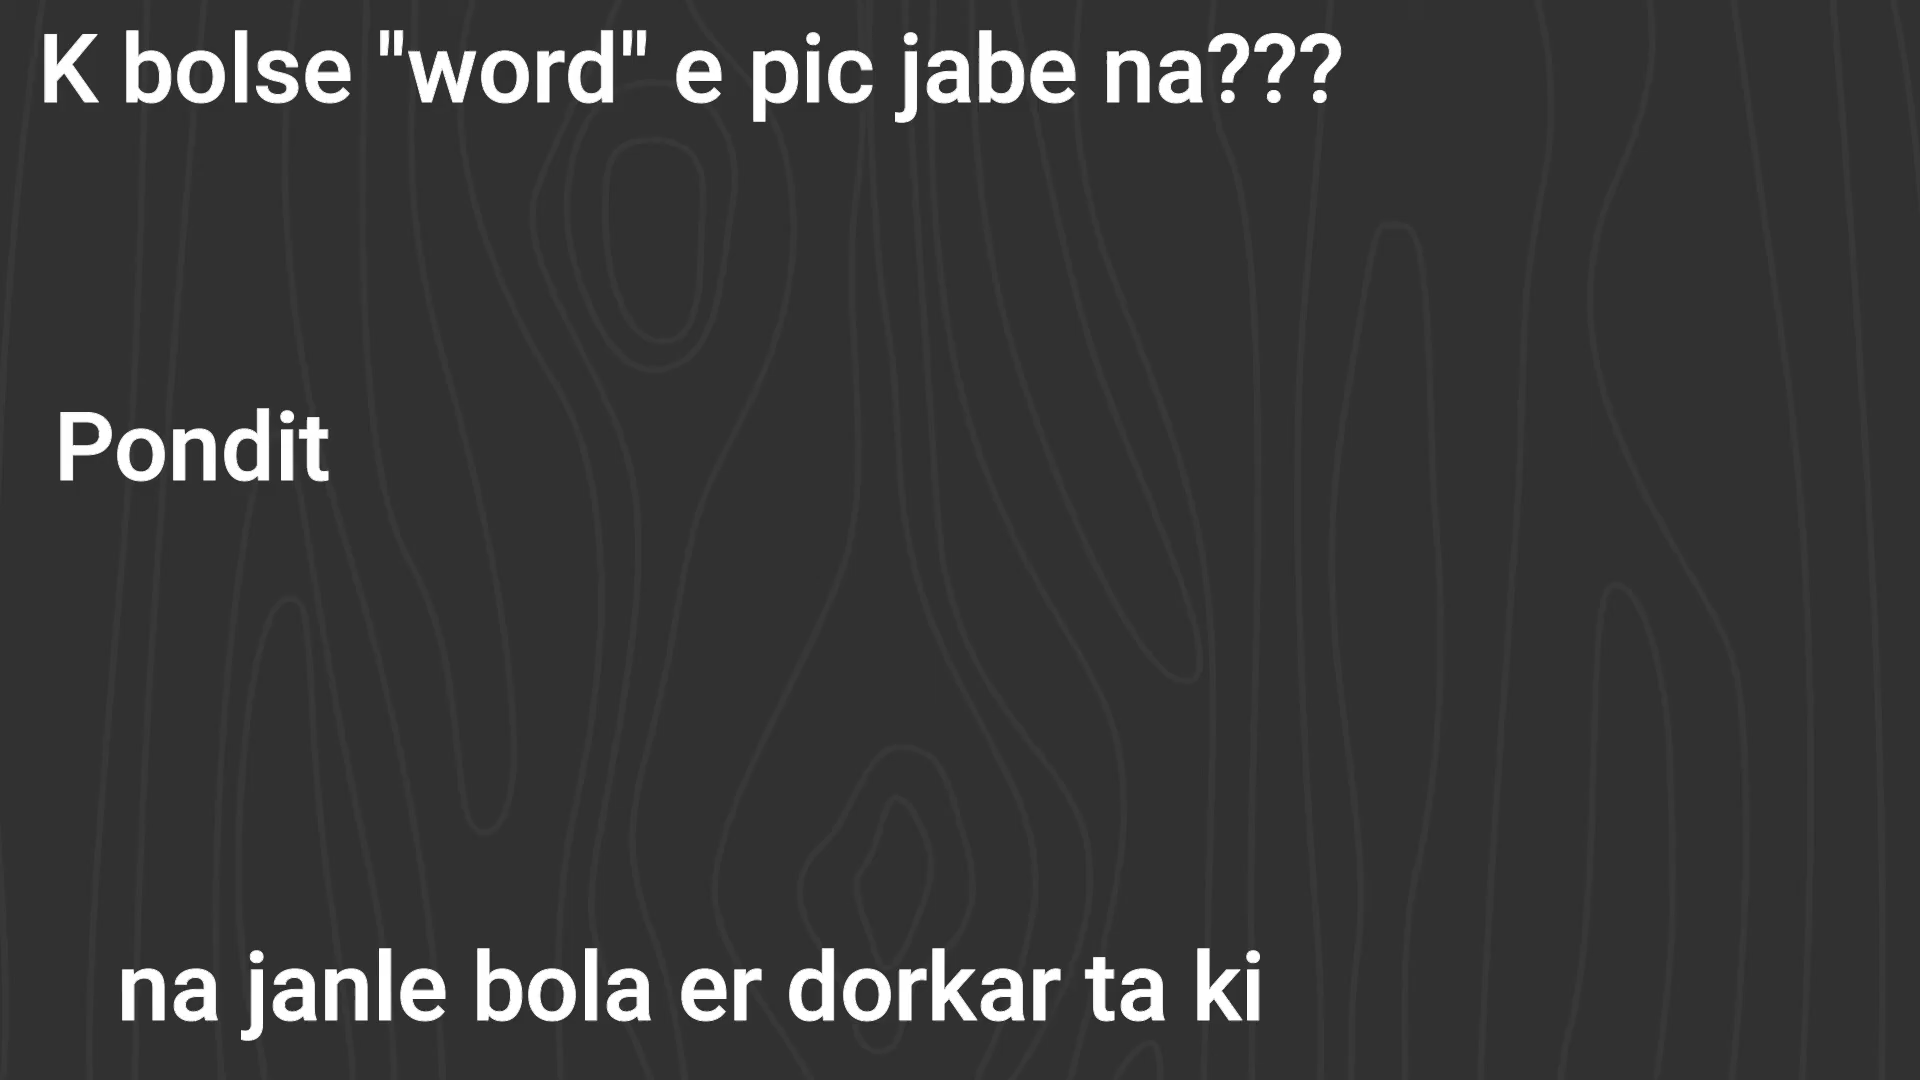 K bolse "word" e pic jabe na???
Pondit
na janle bola er dorkar ta ki